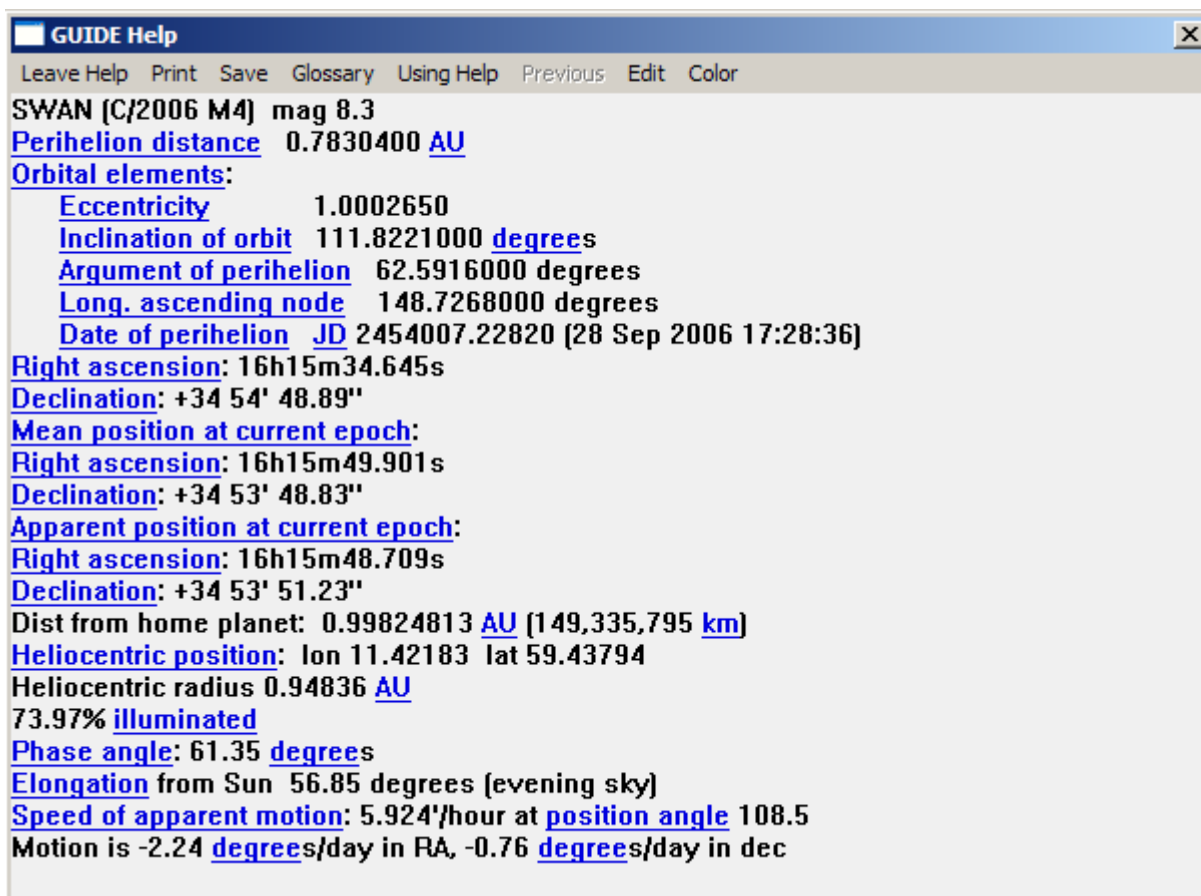 GUIDE Help
Leave Help Print Save Glossary Using Help Previous Edit Color
SWAN (C/2006 M4) mag 8.3
Perihelion distance 0.7830400 AU
Orbital elements:
Eccentricity 1.0002650
Inclination of orbit 111.8221000 degrees
Argument of perihelion 62.5916000 degrees
Long. ascending node 148.7268000 degrees
Date of perihelion JD 2454007.22820 (28 Sep 2006 17:28:36)
Right ascension: 16h15m34.645s
Declination: +34 54' 48.89''
Mean position at current epoch:
Right ascension: 16h15m49.901s
Declination: +34 53' 48.83''
Apparent position at current epoch:
Right ascension: 16h15m48.709s
Declination: +34 53' 51.23''
Dist from home planet: 0.99824813 AU (149,335,795 km)
Heliocentric position: lon 11.42183 lat 59.43794
Heliocentric radius 0.94836 AU
73.97% illuminated
Phase angle: 61.35 degrees
Elongation from Sun 56.85 degrees (evening sky)
Speed of apparent motion: 5.924'/hour at position angle 108.5
Motion is -2.24 degrees/day in RA, -0.76 degrees/day in dec